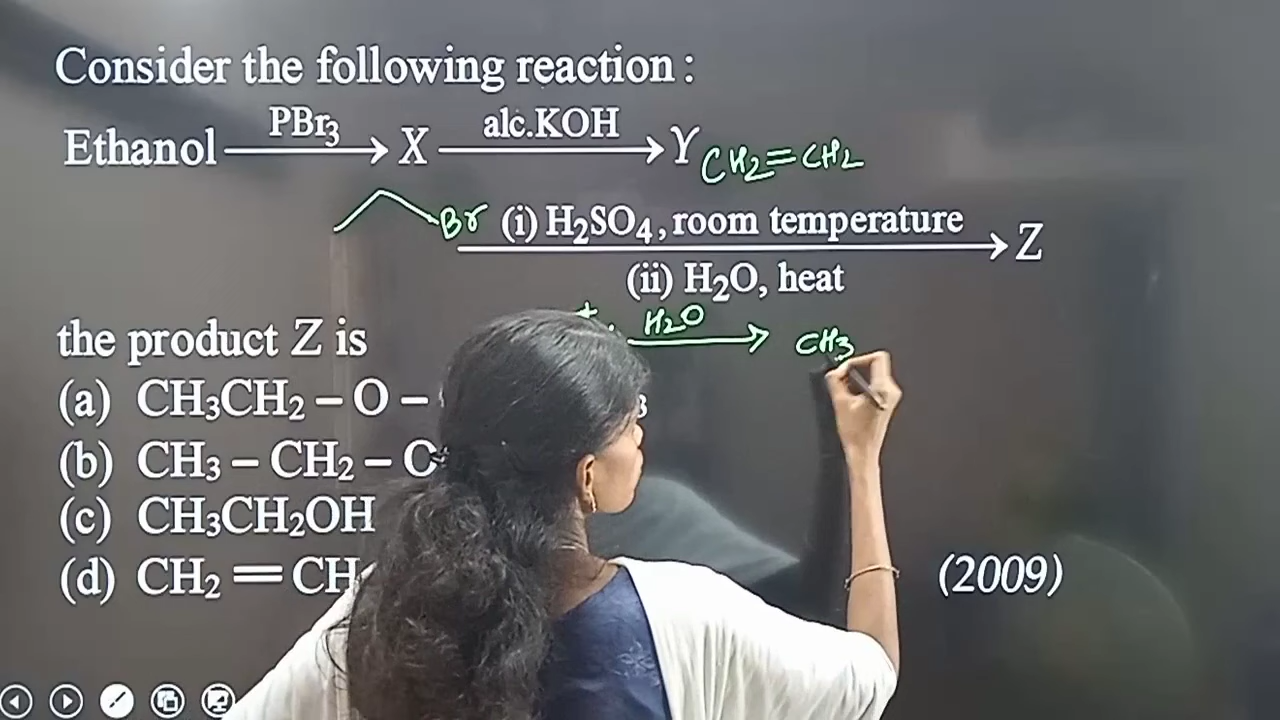 Consider the following reaction :
Ethanol PBr₃ → X alc.KOH → Y CH₂=CH₂
Br (i) H₂SO₄, room temperature → Z
(ii) H₂O, heat
+ H₂O → CH₃
the product Z is
(a) CH₃CH₂ – O – ₃
(b) CH₃ – CH₂ –
(c) CH₃CH₂OH
(d) CH₂ =
(2009)